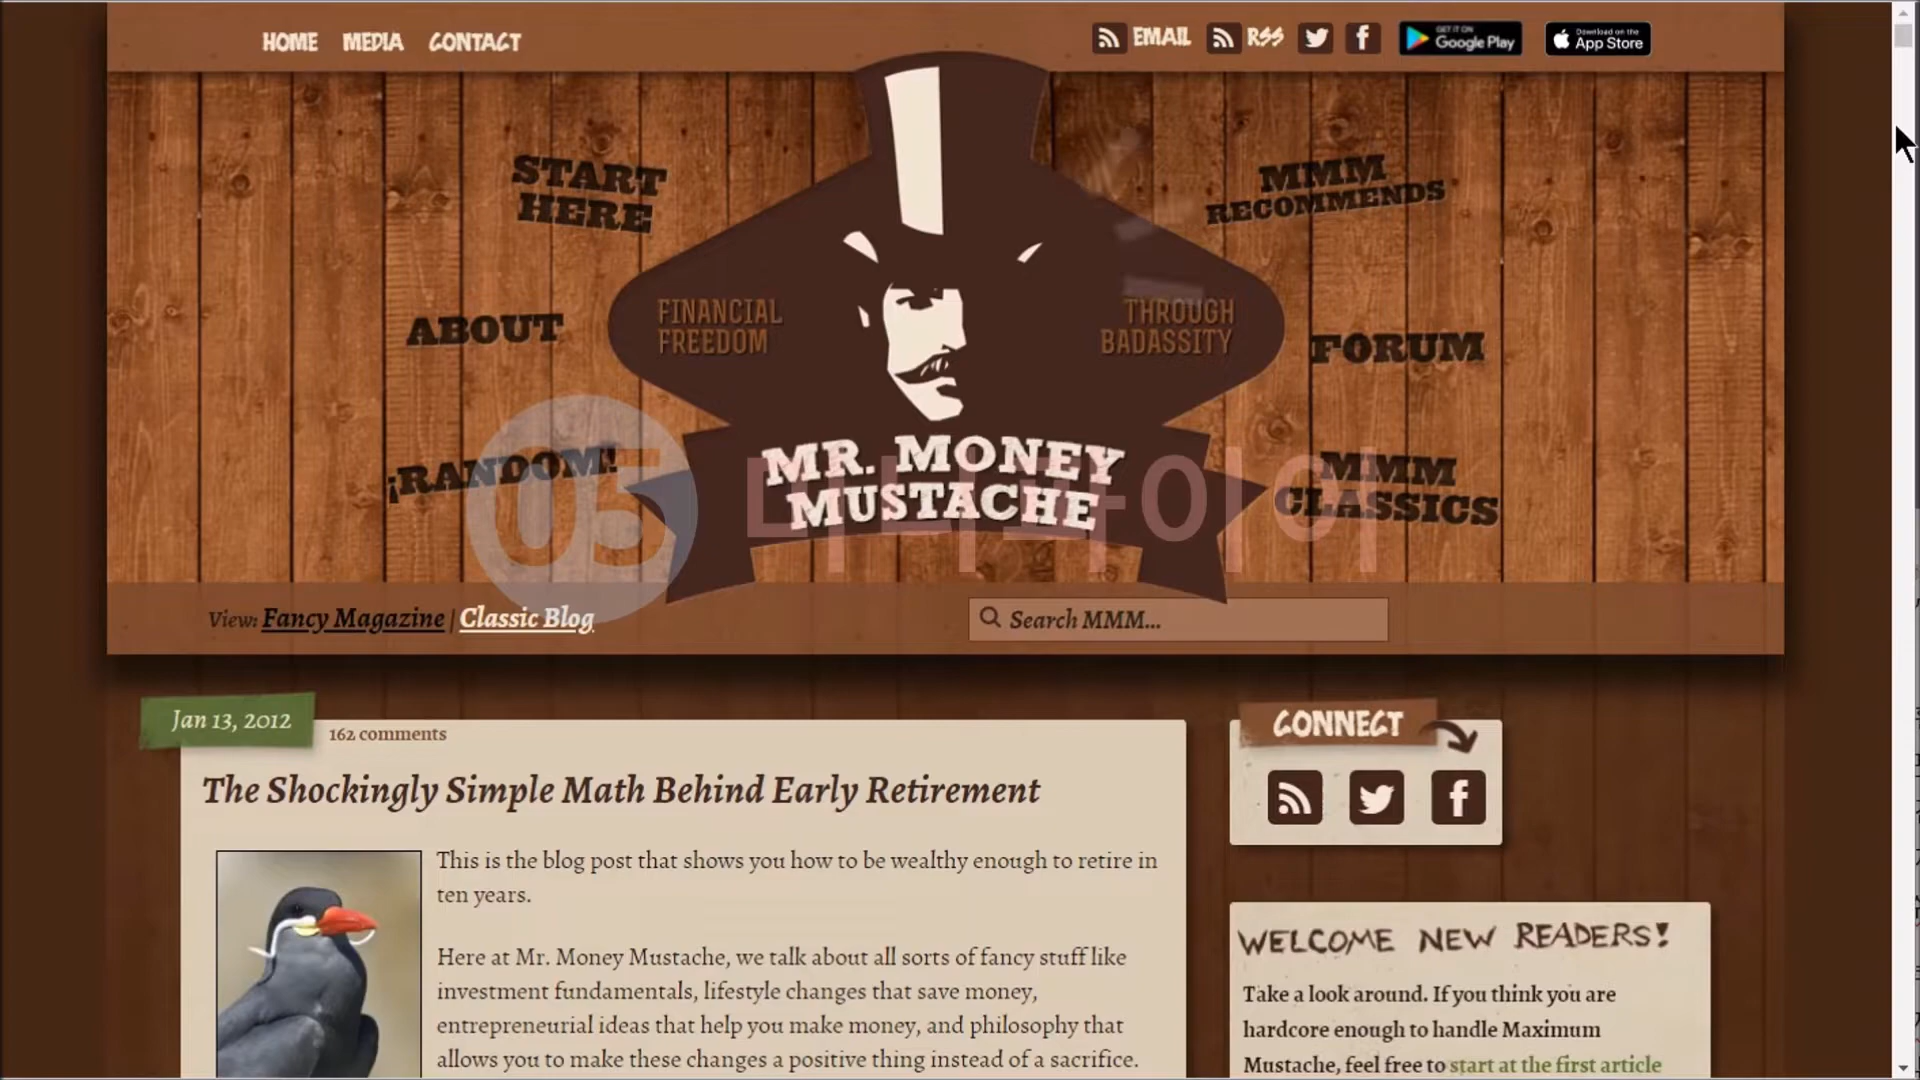 HOME MEDIA CONTACT
EMAIL RSS GET IT ON Google Play Download on the App Store
START HERE
MMM RECOMMENDS
FINANCIAL FREEDOM
THROUGH BADASSITY
ABOUT
FORUM
¡RANDOM!
05
MR. MONEY
MUSTACHE
MMM CLASSICS
View: Fancy Magazine | Classic Blog
Search MMM...
Jan 13, 2012
162 comments
The Shockingly Simple Math Behind Early Retirement
This is the blog post that shows you how to be wealthy enough to retire in
ten years.
Here at Mr. Money Mustache, we talk about all sorts of fancy stuff like
investment fundamentals, lifestyle changes that save money,
entrepreneurial ideas that help you make money, and philosophy that
allows you to make these changes a positive thing instead of a sacrifice.
CONNECT
WELCOME NEW READERS!
Take a look around. If you think you are
hardcore enough to handle Maximum
Mustache, feel free to start at the first article